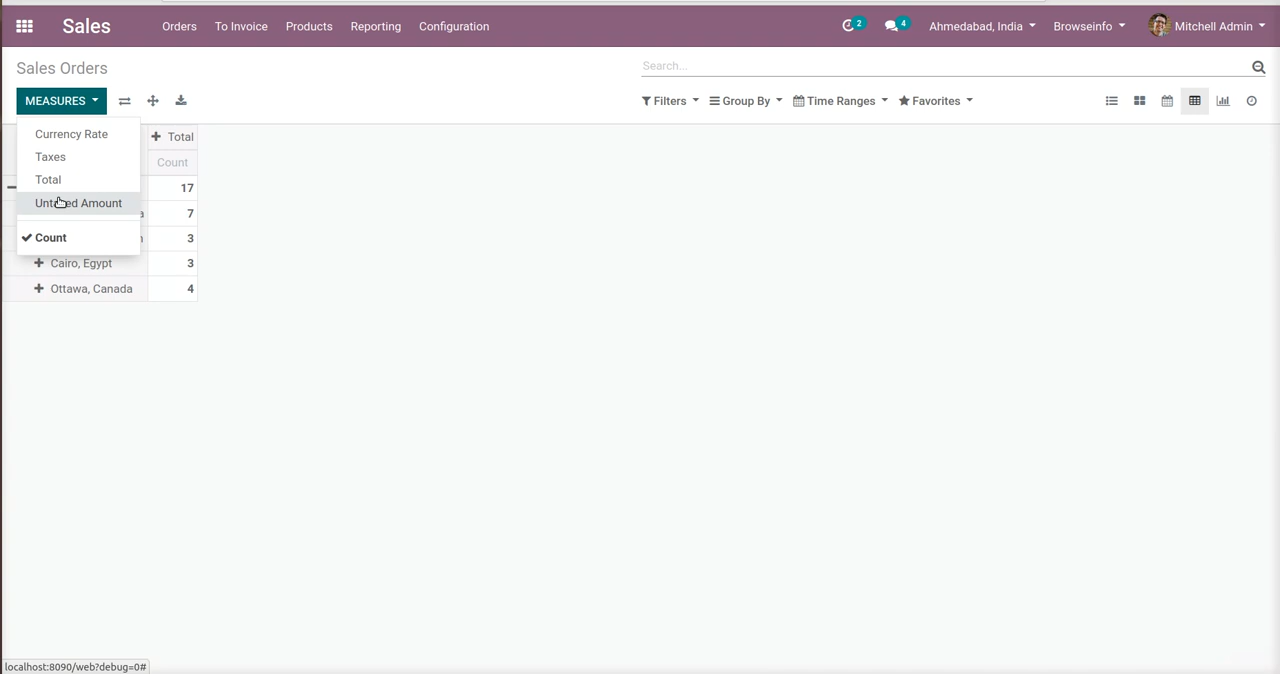 Sales Orders To Invoice Products Reporting Configuration 2 4 Ahmedabad, India Browseinfo Mitchell Admin
Sales Orders Search...
MEASURES Filters Group By Time Ranges Favorites
Currency Rate Total
Taxes Count
Total 17
Amount 7
Count 3
Cairo, Egypt 3
Ottawa, Canada 4
localhost:8090/web?debug=0#